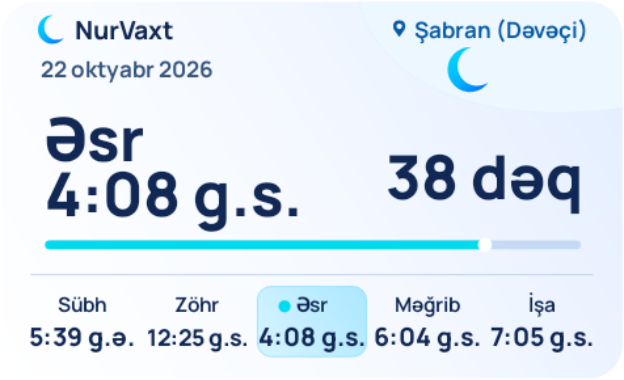 NurVaxt
Şabran (Dəvəçi)
22 oktyabr 2026
Əsr
4:08 g.s.
38 dəq
Sübh Zöhr Əsr Məğrib İşa
5:39 g.ə. 12:25 g.s. 4:08 g.s. 6:04 g.s. 7:05 g.s.